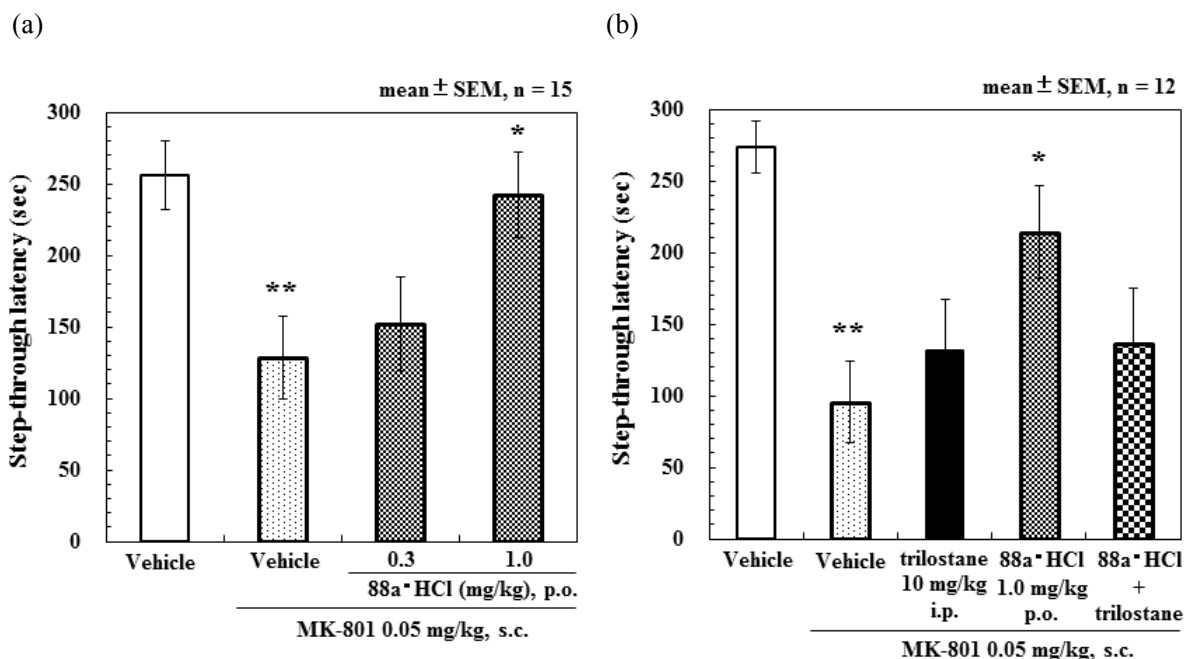 (a)
mean ± SEM, n = 15
Step-through latency (sec)
300
250
200
150
100
50
0
**
*
Vehicle
Vehicle
0.3
1.0
88a▪HCl (mg/kg), p.o.
MK-801 0.05 mg/kg, s.c.
(b)
mean ± SEM, n = 12
Step-through latency (sec)
300
250
200
150
100
50
0
**
*
Vehicle
Vehicle
trilostane
10 mg/kg
i.p.
88a▪HCl
1.0 mg/kg
p.o.
88a▪HCl
+
trilostane
MK-801 0.05 mg/kg, s.c.